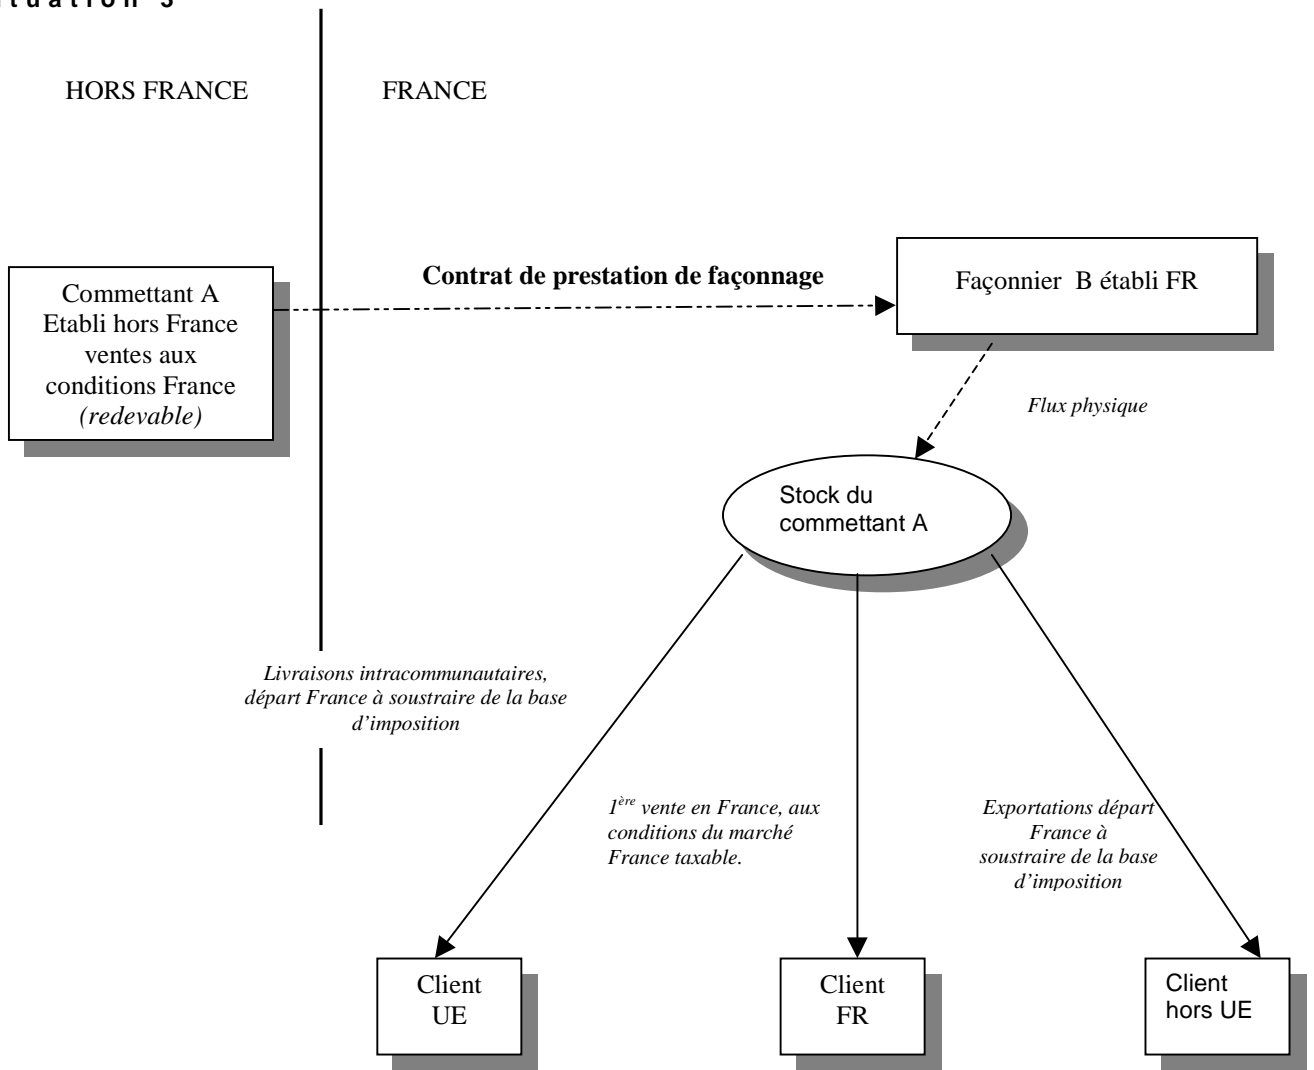 HORS FRANCE
FRANCE
Contrat de prestation de façonnage
Façonnier B établi FR
Commettant A
Etabli hors France
ventes aux
conditions France
(redevable)
Flux physique
Stock du
commettant A
Livraisons intracommunautaires,
départ France à soustraire de la base
d'imposition
1ère vente en France, aux
conditions du marché
France taxable.
Exportations départ
France à
soustraire de la base
d'imposition
Client
UE
Client
FR
Client
hors UE